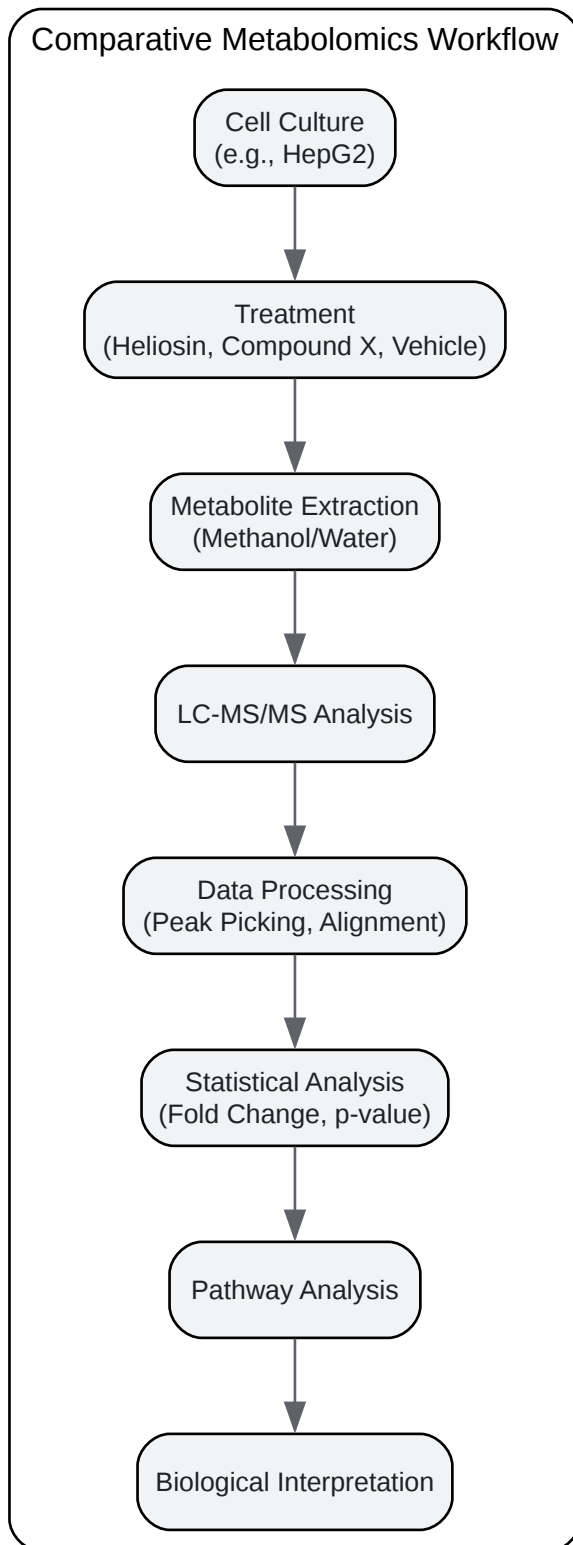 Comparative Metabolomics Workflow
Cell Culture
(e.g., HepG2)
Treatment
(Heliosin, Compound X, Vehicle)
Metabolite Extraction
(Methanol/Water)
LC-MS/MS Analysis
Data Processing
(Peak Picking, Alignment)
Statistical Analysis
(Fold Change, p-value)
Pathway Analysis
Biological Interpretation